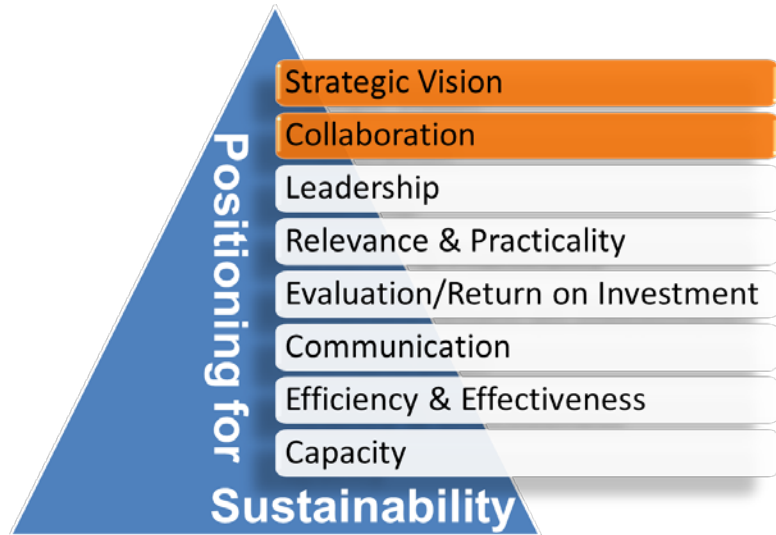 Strategic Vision
Collaboration
Leadership
Relevance & Practicality
Evaluation/Return on Investment
Communication
Efficiency & Effectiveness
Capacity
Positioning for
Sustainability